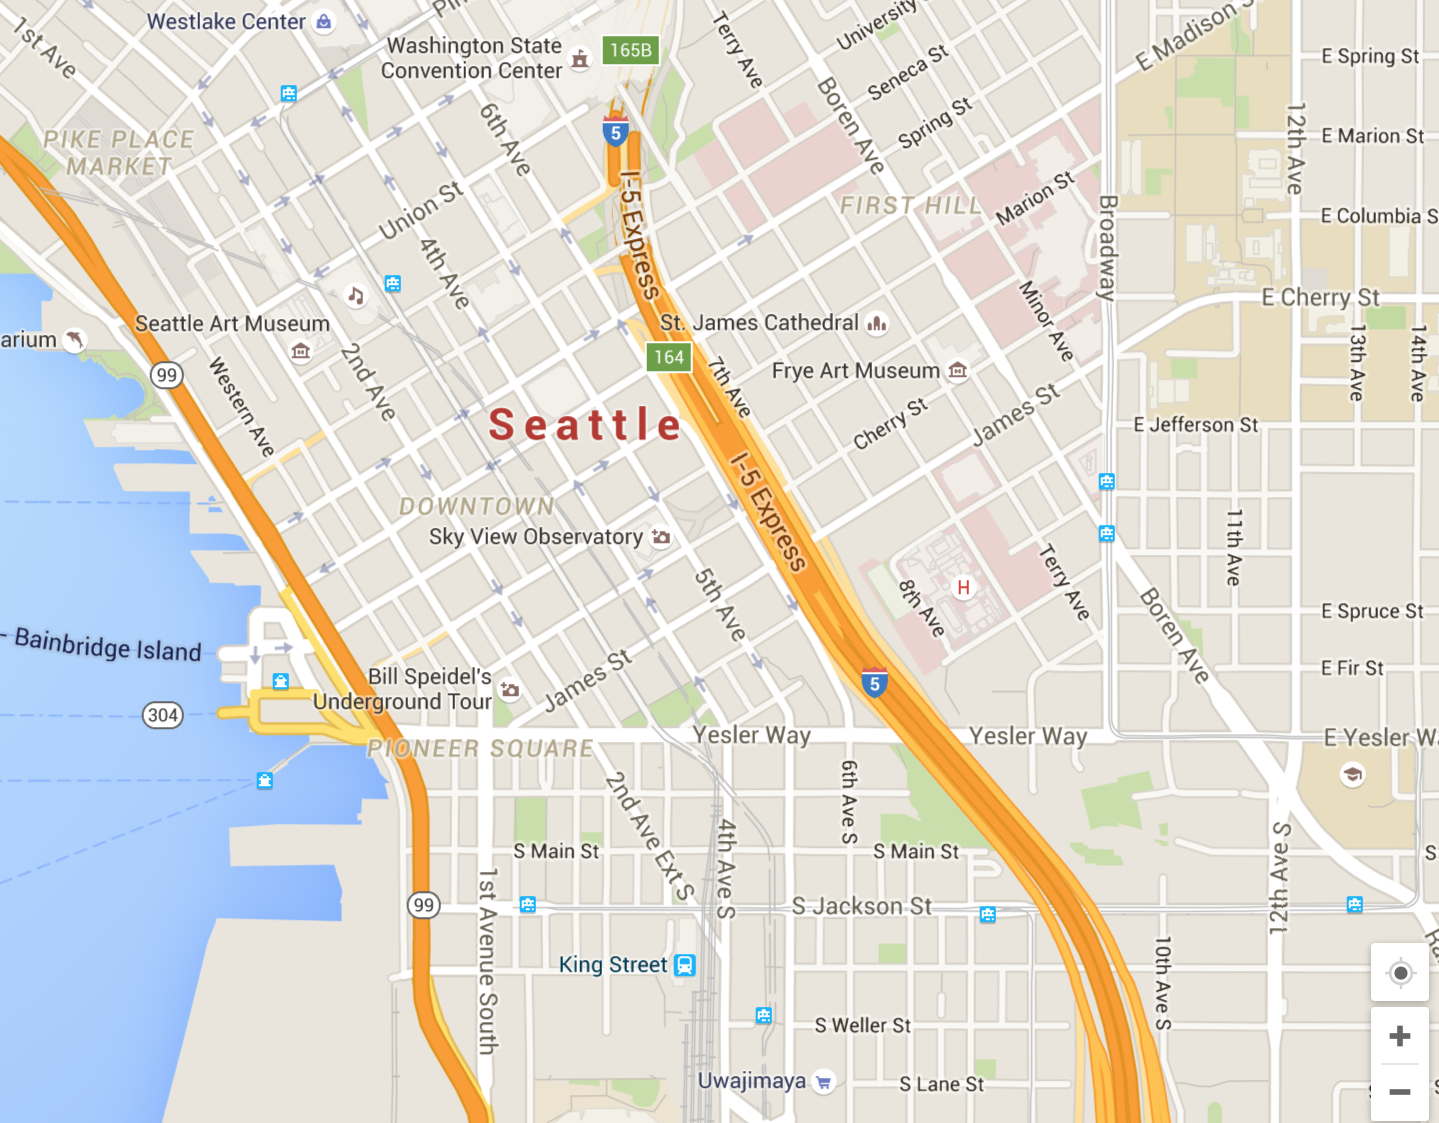 Westlake Center
1st Ave
Washington State
Convention Center
165B
Terry Ave
University
E Madison S
Seneca St
E Spring St
Boren Ave
Spring St
12th Ave
E Marion St
PIKE PLACE
MARKET
6th Ave
5
I-5 Express
Union St
FIRST HILL
Marion St
Broadway
E Columbia S
4th Ave
E Cherry St
Minor Ave
Seattle Art Museum
St. James Cathedral
arium
164
7th Ave
Frye Art Museum
13th Ave
14th Ave
99
Western Ave
2nd Ave
Seattle
Cherry St
James St
E Jefferson St
I-5 Express
DOWNTOWN
Sky View Observatory
11th Ave
5th Ave
8th Ave
H
Terry Ave
Boren Ave
E Spruce St
- Bainbridge Island
Bill Speidel's
Underground Tour
James St
5
E Fir St
304
PIONEER SQUARE
Yesler Way
Yesler Way
E Yesler Wa
2nd Ave Ext S
6th Ave S
4th Ave S
S Main St
S Main St
12th Ave S
S
99
1st Avenue South
S Jackson St
King Street
10th Ave S
S Weller St
Uwajimaya
S Lane St